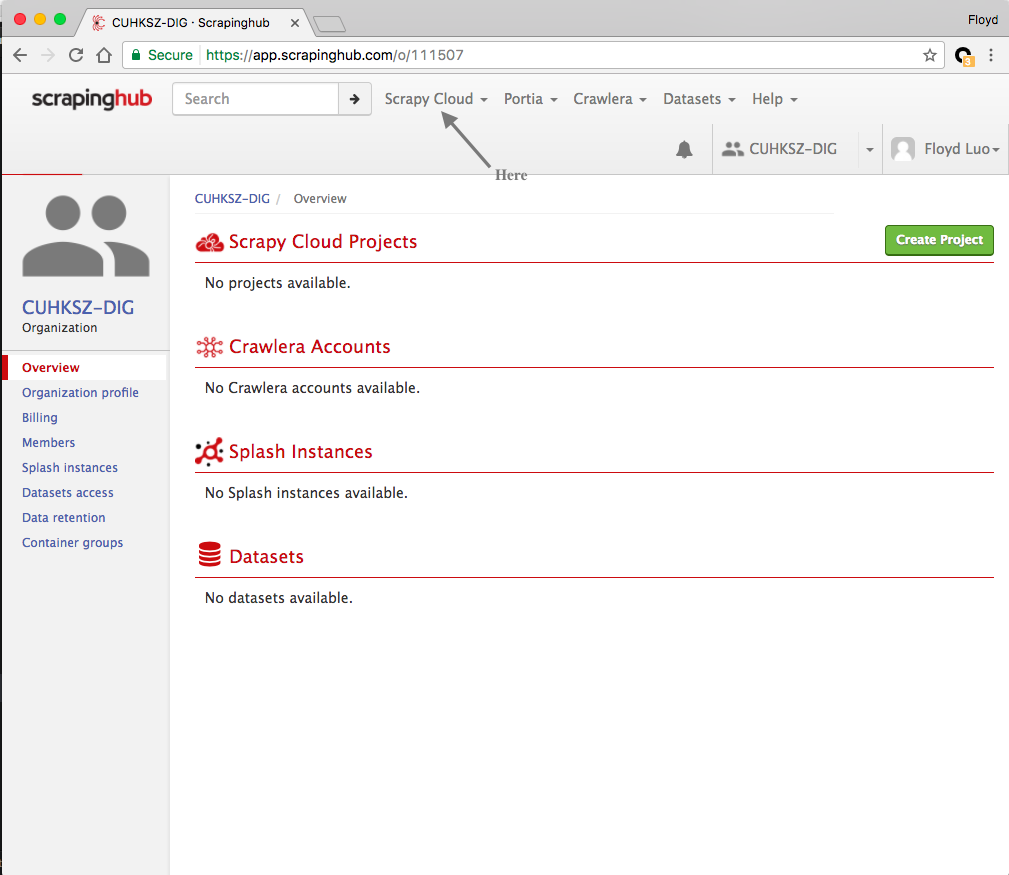 CUHKSZ-DIG · Scrapinghub
Floyd
Secure https://app.scrapinghub.com/o/111507
3
scrapinghub Search Scrapy Cloud Portia Crawlera Datasets Help
CUHKSZ-DIG Floyd Luo
Here
CUHKSZ-DIG / Overview
Scrapy Cloud Projects Create Project
No projects available.
CUHKSZ-DIG
Organization
Overview
Organization profile
Billing
Members
Splash instances
Datasets access
Data retention
Container groups
Crawlera Accounts
No Crawlera accounts available.
Splash Instances
No Splash instances available.
Datasets
No datasets available.